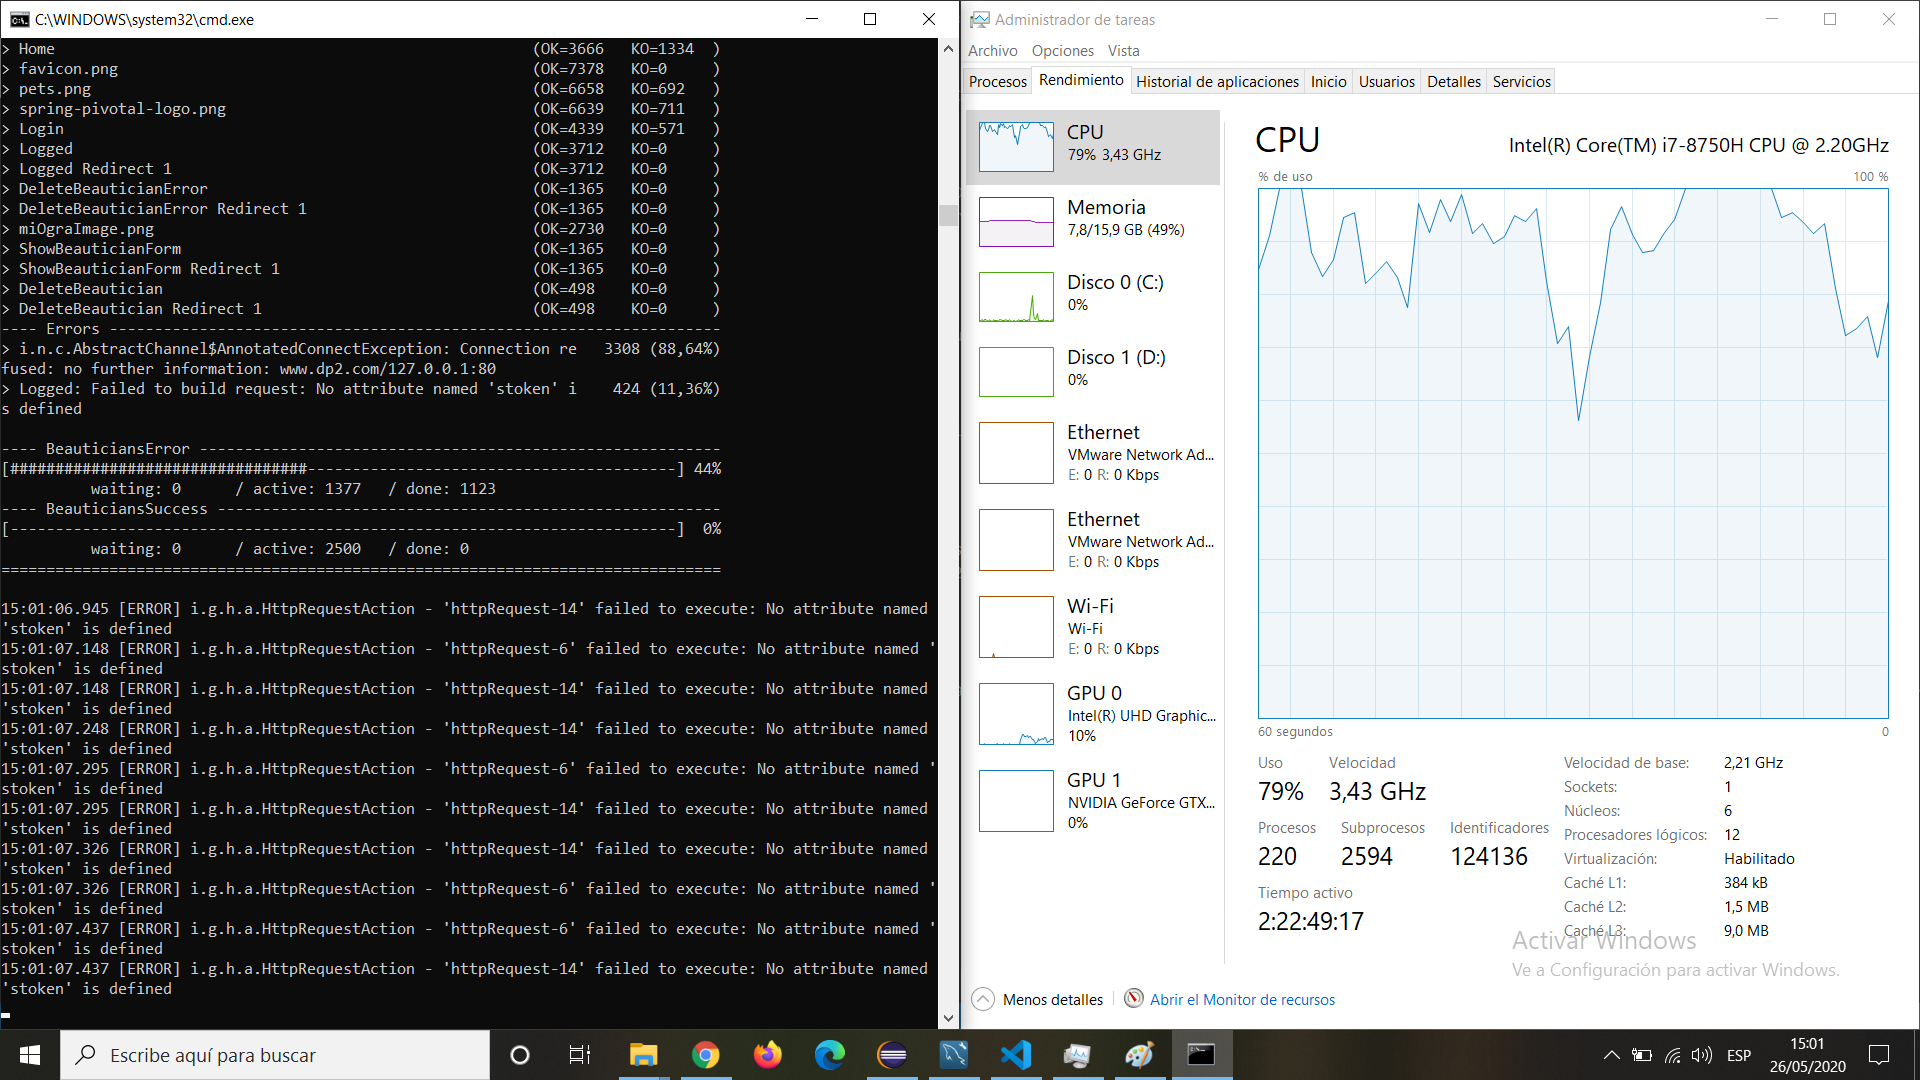 C:\WINDOWS\system32\cmd.exe
> Home (OK=3666 KO=1334 )
> favicon.png (OK=7378 KO=0 )
> pets.png (OK=6658 KO=692 )
> spring-pivotal-logo.png (OK=6639 KO=711 )
> Login (OK=4339 KO=571 )
> Logged (OK=3712 KO=0 )
> Logged Redirect 1 (OK=3712 KO=0 )
> DeleteBeauticianError (OK=1365 KO=0 )
> DeleteBeauticianError Redirect 1 (OK=1365 KO=0 )
> miOgraImage.png (OK=2730 KO=0 )
> ShowBeauticianForm (OK=1365 KO=0 )
> ShowBeauticianForm Redirect 1 (OK=1365 KO=0 )
> DeleteBeautician (OK=498 KO=0 )
> DeleteBeautician Redirect 1 (OK=498 KO=0 )
---- Errors --------------------------------------------------------------------
> i.n.c.AbstractChannel$AnnotatedConnectException: Connection re 3308 (88,64%)
fused: no further information: www.dp2.com/127.0.0.1:80
> Logged: Failed to build request: No attribute named 'stoken' i 424 (11,36%)
s defined
---- BeauticiansError ----------------------------------------------------------
[#################################-----------------------------------------] 44%
waiting: 0 / active: 1377 / done: 1123
---- BeauticiansSuccess --------------------------------------------------------
[--------------------------------------------------------------------------] 0%
waiting: 0 / active: 2500 / done: 0
================================================================================
15:01:06.945 [ERROR] i.g.h.a.HttpRequestAction - 'httpRequest-14' failed to execute: No attribute named
'stoken' is defined
15:01:07.148 [ERROR] i.g.h.a.HttpRequestAction - 'httpRequest-6' failed to execute: No attribute named '
stoken' is defined
15:01:07.148 [ERROR] i.g.h.a.HttpRequestAction - 'httpRequest-14' failed to execute: No attribute named
'stoken' is defined
15:01:07.248 [ERROR] i.g.h.a.HttpRequestAction - 'httpRequest-14' failed to execute: No attribute named
'stoken' is defined
15:01:07.295 [ERROR] i.g.h.a.HttpRequestAction - 'httpRequest-6' failed to execute: No attribute named '
stoken' is defined
15:01:07.295 [ERROR] i.g.h.a.HttpRequestAction - 'httpRequest-14' failed to execute: No attribute named
'stoken' is defined
15:01:07.326 [ERROR] i.g.h.a.HttpRequestAction - 'httpRequest-14' failed to execute: No attribute named
'stoken' is defined
15:01:07.326 [ERROR] i.g.h.a.HttpRequestAction - 'httpRequest-6' failed to execute: No attribute named '
stoken' is defined
15:01:07.437 [ERROR] i.g.h.a.HttpRequestAction - 'httpRequest-6' failed to execute: No attribute named '
stoken' is defined
15:01:07.437 [ERROR] i.g.h.a.HttpRequestAction - 'httpRequest-14' failed to execute: No attribute named
'stoken' is defined
Administrador de tareas
Archivo Opciones Vista
Procesos Rendimiento Historial de aplicaciones Inicio Usuarios Detalles Servicios
CPU
79% 3,43 GHz
Memoria
7,8/15,9 GB (49%)
Disco 0 (C:)
0%
Disco 1 (D:)
0%
Ethernet
VMware Network Ad...
E: 0 R: 0 Kbps
Ethernet
VMware Network Ad...
E: 0 R: 0 Kbps
Wi-Fi
Wi-Fi
E: 0 R: 0 Kbps
GPU 0
Intel(R) UHD Graphic...
10%
GPU 1
NVIDIA GeForce GTX...
0%
CPU Intel(R) Core(TM) i7-8750H CPU @ 2.20GHz
% de uso 100 %
60 segundos 0
Uso Velocidad
79% 3,43 GHz
Procesos Subprocesos Identificadores
220 2594 124136
Tiempo activo
2:22:49:17
Velocidad de base: 2,21 GHz
Sockets: 1
Núcleos: 6
Procesadores lógicos: 12
Virtualización: Habilitado
Caché L1: 384 kB
Caché L2: 1,5 MB
Caché L3: 9,0 MB
Activar Windows
Ve a Configuración para activar Windows.
Menos detalles Abrir el Monitor de recursos
Escribe aquí para buscar
ESP
15:01
26/05/2020